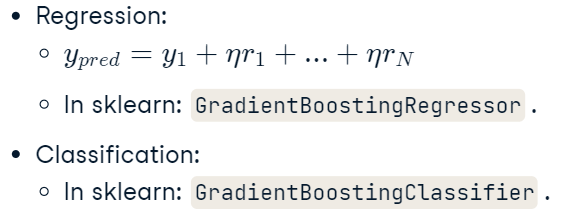 • Regression:
◦ y_pred = y_1 + ηr_1 + ... + ηr_N
◦ In sklearn: GradientBoostingRegressor .
• Classification:
◦ In sklearn: GradientBoostingClassifier .